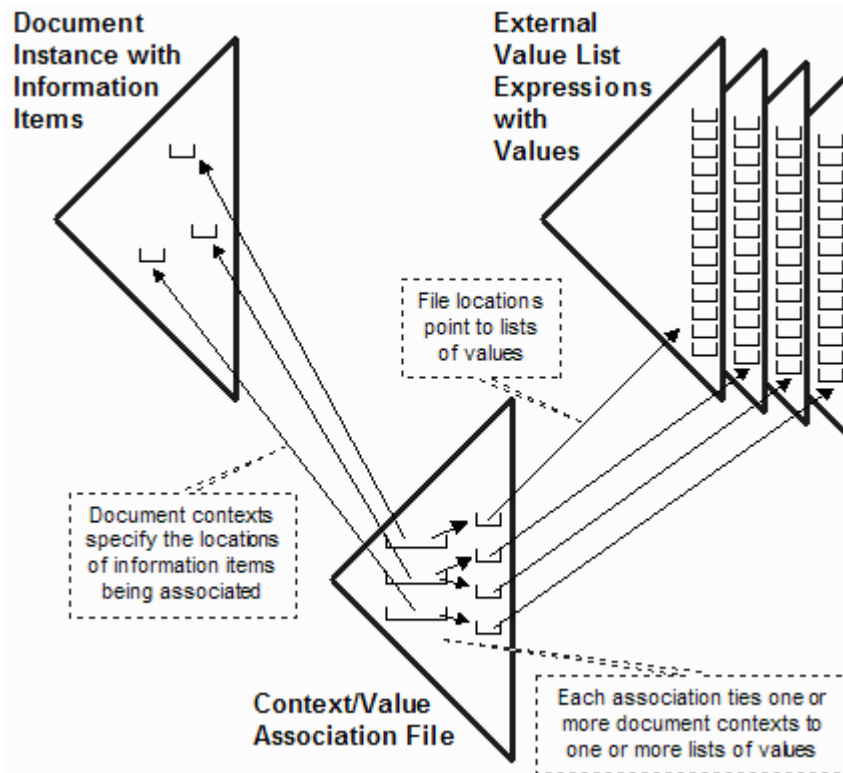 Document
Instance with
Information
Items
External
Value List
Expressions
with
Values
File locations
point to lists
of values
Document contexts
specify the locations
of information items
being associated
Context/Value
Association File
Each association ties one or
more document contexts to
one or more lists of values